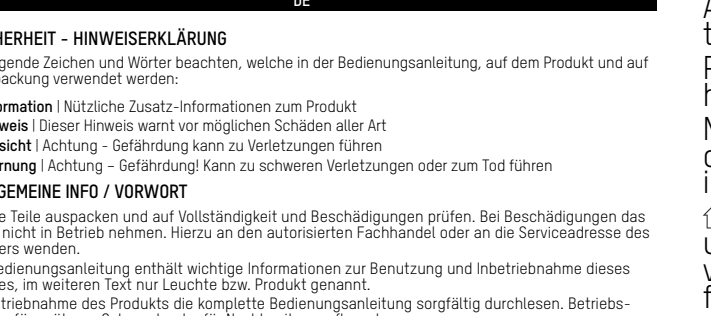 DE
HERHEIT - HINWEISERKLÄRUNG
gende Zeichen und Wörter beachten, welche in der Bedienungsanleitung, auf dem Produkt und auf
packung verwendet werden:
ormation | Nützliche Zusatz-Informationen zum Produkt
weis | Dieser Hinweis warnt vor möglichen Schäden aller Art
sicht | Achtung - Gefährdung kann zu Verletzungen führen
rnung | Achtung – Gefährdung! Kann zu schweren Verletzungen oder zum Tod führen
GEMEINE INFO / VORWORT
e Teile auspacken und auf Vollständigkeit und Beschädigungen prüfen. Bei Beschädigungen das
nicht in Betrieb nehmen. Hierzu an den autorisierten Fachhandel oder an die Serviceadresse des
ers wenden.
edienungsanleitung enthält wichtige Informationen zur Benutzung und Inbetriebnahme dieses
es, im weiteren Text nur Leuchte bzw. Produkt genannt.
triebnahme des Produkts die komplette Bedienungsanleitung sorgfältig durchlesen. Betriebs-